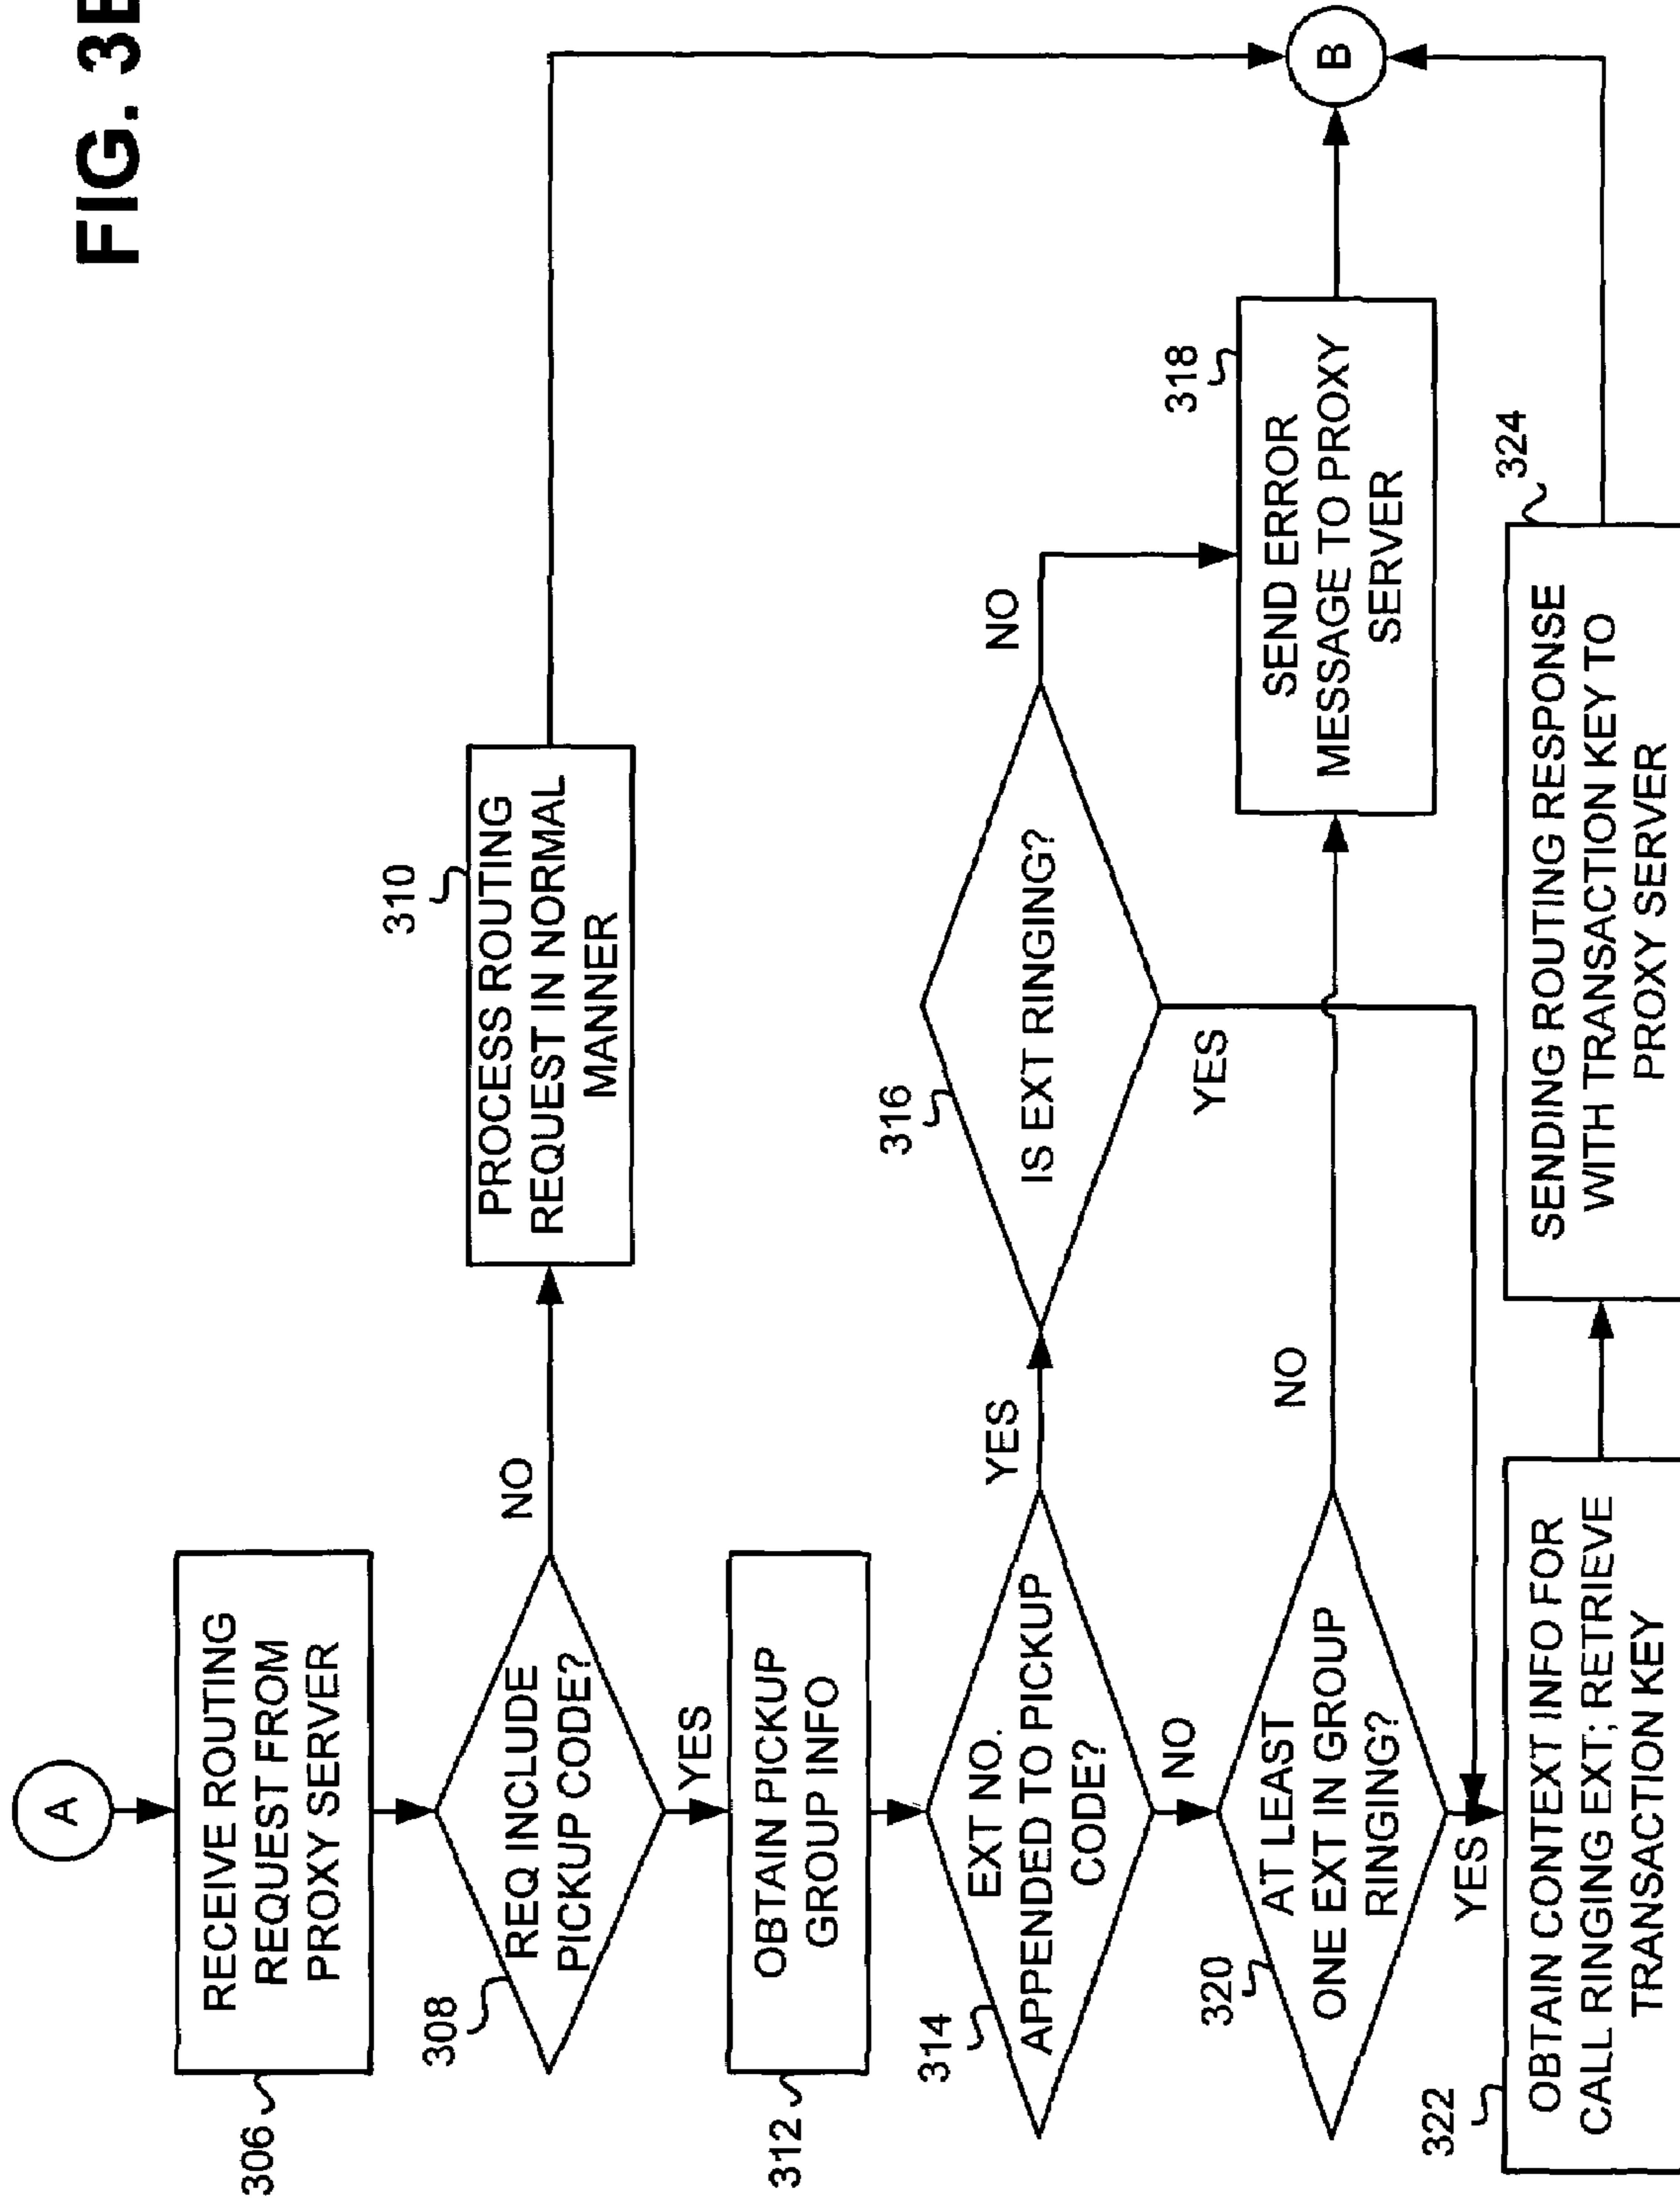 FIG. 3B
A
306
RECEIVE ROUTING
REQUEST FROM
PROXY SERVER
308
REQ INCLUDE
PICKUP CODE?
NO
YES
310
PROCESS ROUTING
REQUEST IN NORMAL
MANNER
312
OBTAIN PICKUP
GROUP INFO
314
EXT NO.
APPENDED TO PICKUP
CODE?
YES
NO
316
IS EXT RINGING?
NO
YES
318
SEND ERROR
MESSAGE TO PROXY
SERVER
B
320
AT LEAST
ONE EXT IN GROUP
RINGING?
NO
YES
322
OBTAIN CONTEXT INFO FOR
CALL RINGING EXT; RETRIEVE
TRANSACTION KEY
324
SENDING ROUTING RESPONSE
WITH TRANSACTION KEY TO
PROXY SERVER